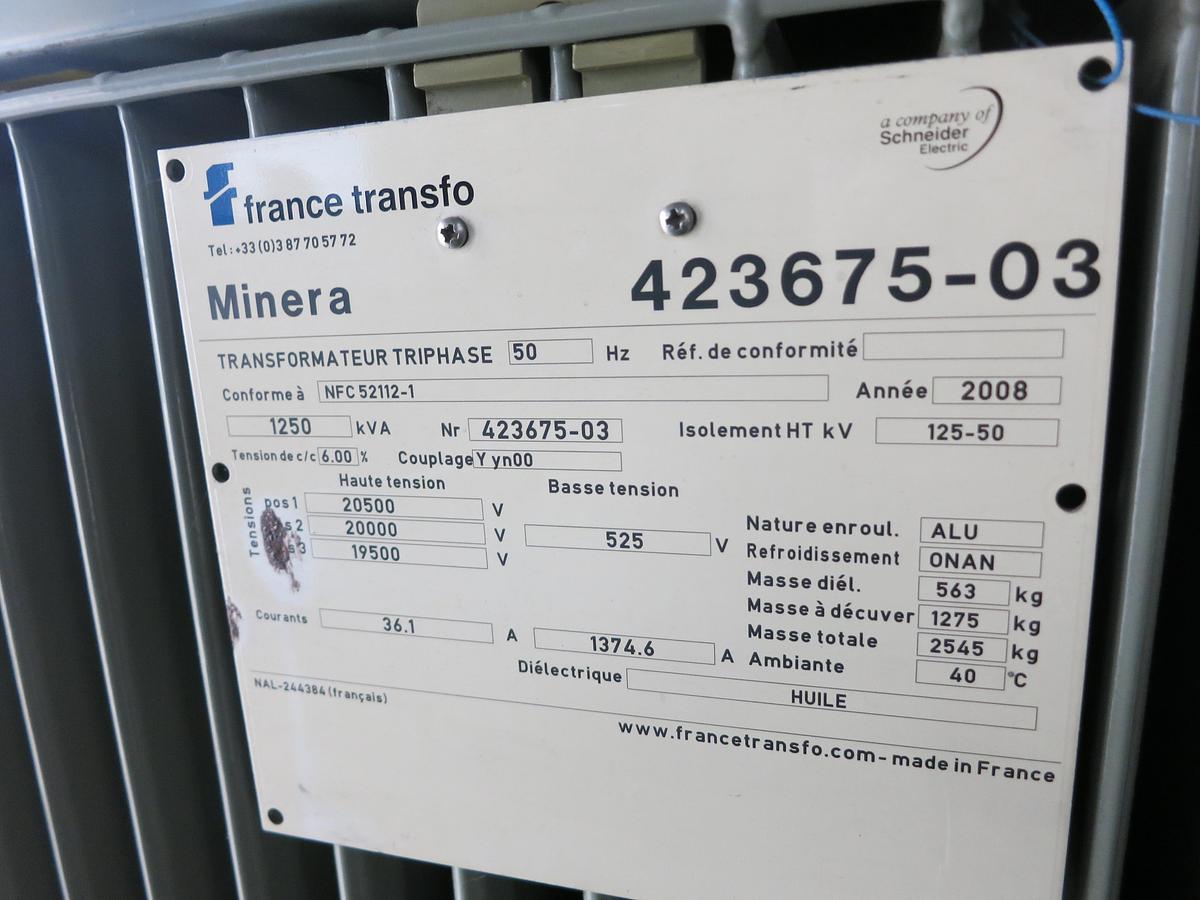 a company of
Schneider
Electric
france transfo
Tel : +33 (0)3 87 70 57 72
Minera 423675-03
TRANSFORMATEUR TRIPHASE 50 Hz Réf. de conformité
Conforme à NFC 52112-1 Année 2008
1250 kVA Nr 423675-03 Isolement HT kV 125-50
Tension de c/c 6.00 % Couplage Y yn00
Haute tension Basse tension
Tensions
pos 1 20500 V
2 20000 V 525 V
3 19500 V
Nature enroul. ALU
Refroidissement ONAN
Masse diél. 563 kg
Masse à décuver 1275 kg
Masse totale 2545 kg
Ambiante 40 °C
Courants 36.1 A 1374.6 A
Diélectrique HUILE
NAL-244384 (français)
www.francetransfo.com - made in France